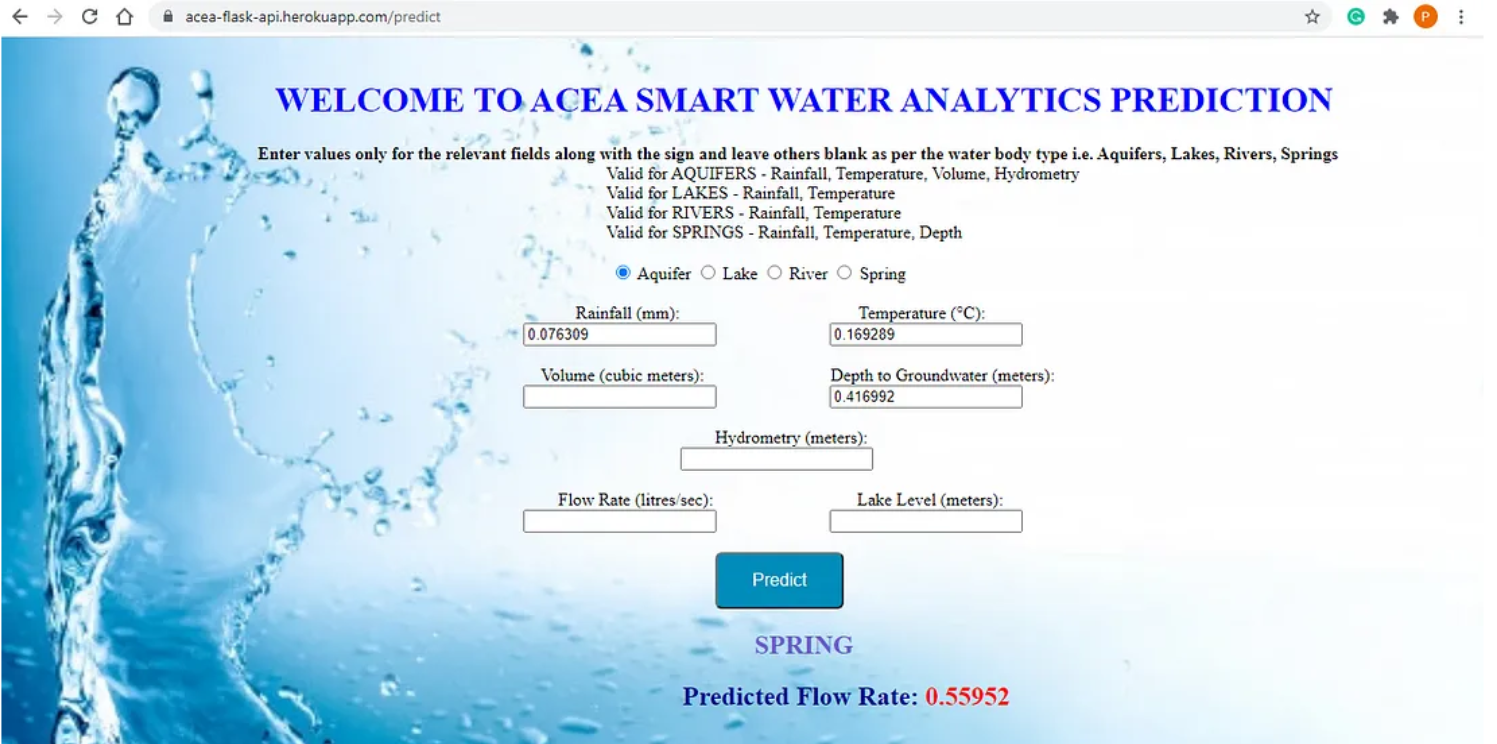 acea-flask-api.herokuapp.com/predict
P
WELCOME TO ACEA SMART WATER ANALYTICS PREDICTION
Enter values only for the relevant fields along with the sign and leave others blank as per the water body type i.e. Aquifers, Lakes, Rivers, Springs
Valid for AQUIFERS - Rainfall, Temperature, Volume, Hydrometry
Valid for LAKES - Rainfall, Temperature
Valid for RIVERS - Rainfall, Temperature
Valid for SPRINGS - Rainfall, Temperature, Depth
Aquifer Lake River Spring
Rainfall (mm): Temperature (°C):
0.076309 0.169289
Volume (cubic meters): Depth to Groundwater (meters):
0.416992
Hydrometry (meters):
Flow Rate (litres/sec): Lake Level (meters):
Predict
SPRING
Predicted Flow Rate: 0.55952